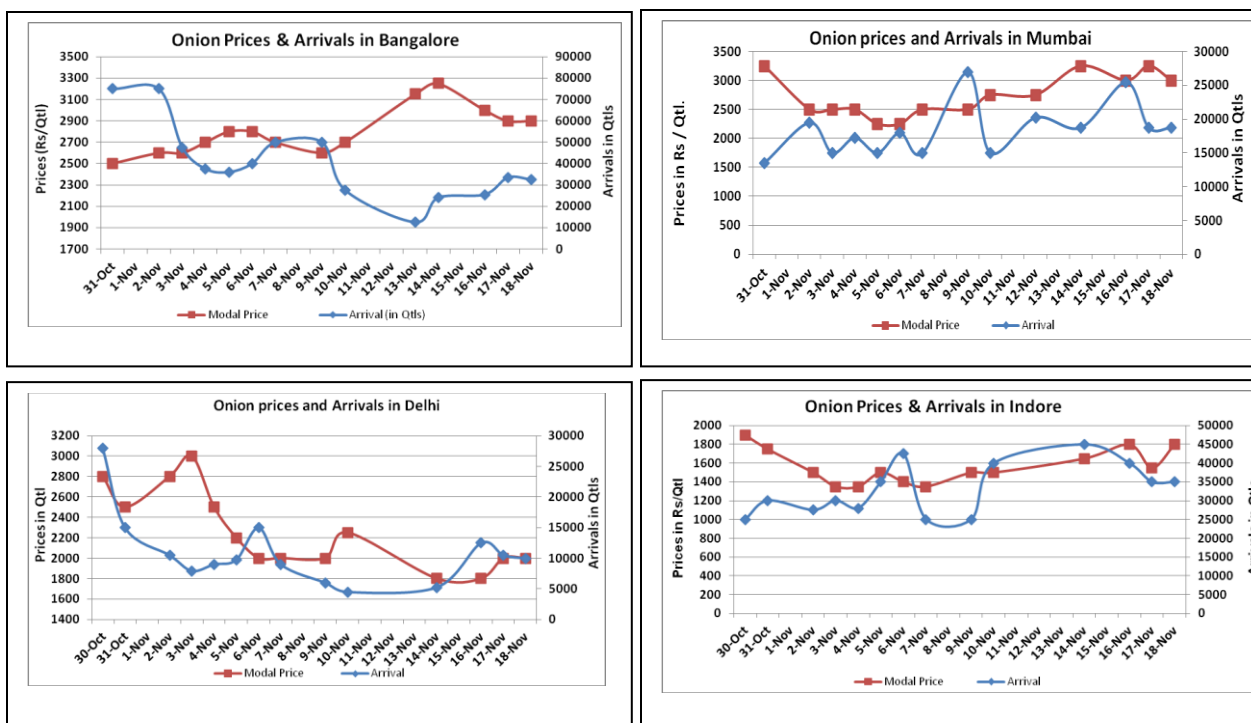 Onion Prices & Arrivals in Bangalore
Prices (Rs/Qtl)
3500
3300
3100
2900
2700
2500
2300
2100
1900
1700
90000
80000
70000
60000
50000
40000
30000
20000
10000
0
Arrivals in Qtls
31-Oct
1-Nov
2-Nov
3-Nov
4-Nov
5-Nov
6-Nov
7-Nov
8-Nov
9-Nov
10-Nov
11-Nov
12-Nov
13-Nov
14-Nov
15-Nov
16-Nov
17-Nov
18-Nov
Modal Price Arrival (in Qtls)
Onion prices and Arrivals in Mumbai
Prices in Rs / Qtl.
3500
3000
2500
2000
1500
1000
500
0
30000
25000
20000
15000
10000
5000
0
Arrivals in Qtls
31-Oct
1-Nov
2-Nov
3-Nov
4-Nov
5-Nov
6-Nov
7-Nov
8-Nov
9-Nov
10-Nov
11-Nov
12-Nov
13-Nov
14-Nov
15-Nov
16-Nov
17-Nov
18-Nov
Modal Price Arrival
Onion prices and Arrivals in Delhi
Prices in Qtl
3200
3000
2800
2600
2400
2200
2000
1800
1600
1400
30000
25000
20000
15000
10000
5000
0
Arrivals in Qtls
30-Oct
31-Oct
1-Nov
2-Nov
3-Nov
4-Nov
5-Nov
6-Nov
7-Nov
8-Nov
9-Nov
10-Nov
11-Nov
12-Nov
13-Nov
14-Nov
15-Nov
16-Nov
17-Nov
18-Nov
Modal Price Arrival
Onion Prices & Arrivals in Indore
Prices in Rs/Qtl
2000
1800
1600
1400
1200
1000
800
600
400
200
0
50000
45000
40000
35000
30000
25000
20000
15000
10000
5000
0
Arrivals in
30-Oct
31-Oct
1-Nov
2-Nov
3-Nov
4-Nov
5-Nov
6-Nov
7-Nov
8-Nov
9-Nov
10-Nov
11-Nov
12-Nov
13-Nov
14-Nov
15-Nov
16-Nov
17-Nov
18-Nov
Modal Price Arrival